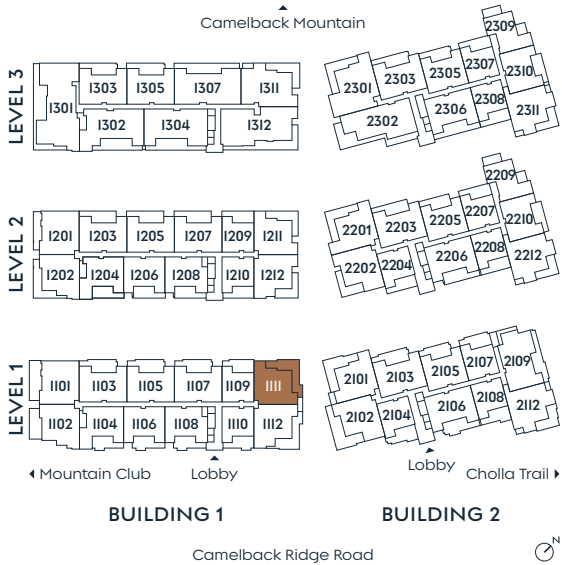 Camelback Mountain
LEVEL 3
1301 1303 1305 1307 1311
1302 1304 1312
2301 2303 2305 2307 2309 2310
2302 2306 2308 2311
LEVEL 2
1201 1203 1205 1207 1209 1211
1202 1204 1206 1208 1210 1212
2201 2203 2205 2207 2209 2210
2202 2204 2206 2208 2212
LEVEL 1
1101 1103 1105 1107 1109 1111
1102 1104 1106 1108 1110 1112
2101 2103 2105 2107 2109
2102 2104 2106 2108 2112
Mountain Club
Lobby
Lobby
Cholla Trail
BUILDING 1
BUILDING 2
Camelback Ridge Road
N